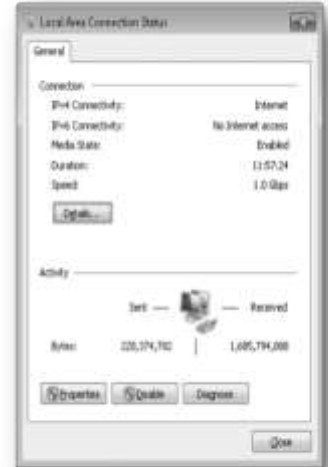 Local Area Connection Status
General
Connection
IPv4 Connectivity: Internet
IPv6 Connectivity: No Internet access
Media State: Enabled
Duration: 11:57:24
Speed: 1.0 Gbps
Details...
Activity
Sent Received
Bytes:
Properties Disable Diagnose
Close